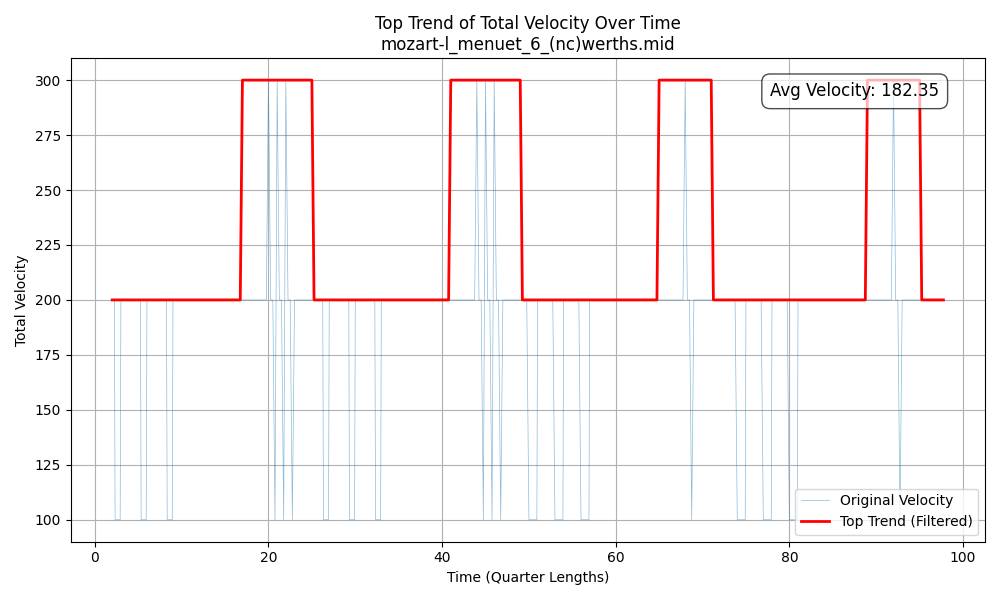 Top Trend of Total Velocity Over Time
mozart-l_menuet_6_(nc)werths.mid
Avg Velocity: 182.35
Total Velocity
300
275
250
225
200
175
150
125
100
Original Velocity
Top Trend (Filtered)
0 20 40 60 80 100
Time (Quarter Lengths)